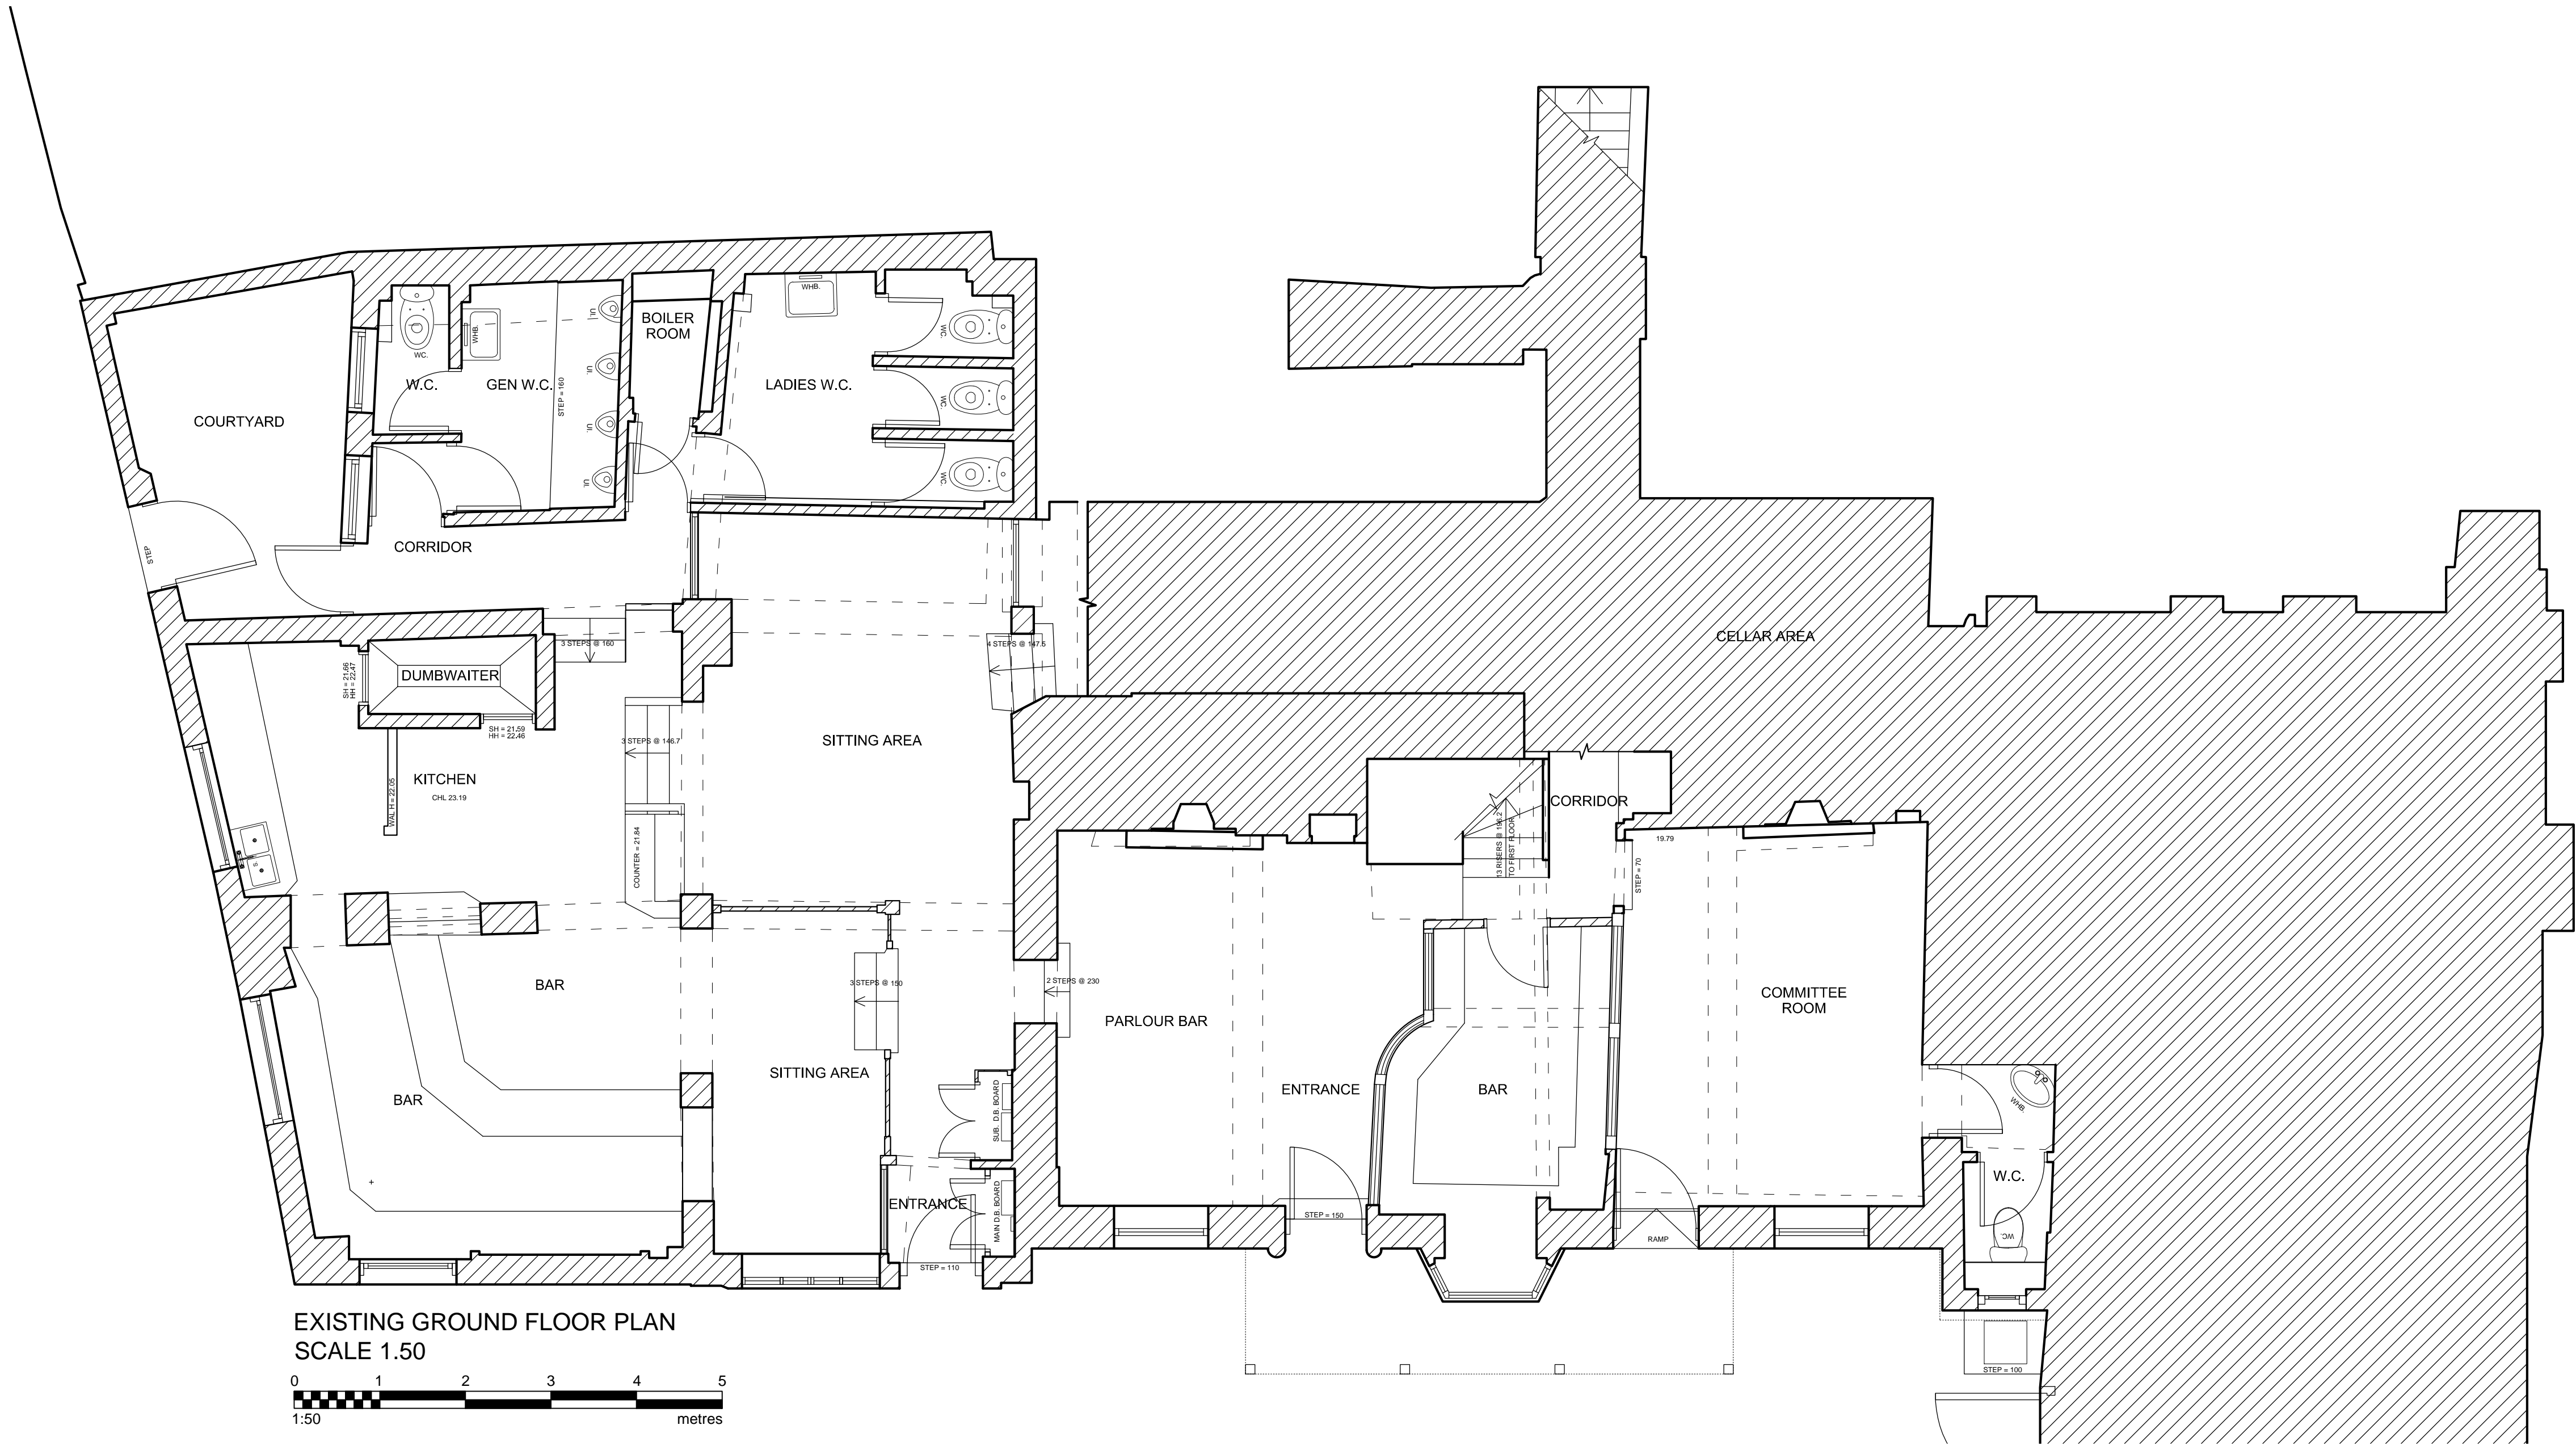 WHB.
BOILER
ROOM
UI.
WHB.
WC.
WC.
W.C.
GEN W.C.
STEP = 160
UI.
LADIES W.C.
WC.
COURTYARD
UI.
UI.
WC.
STEP
CORRIDOR
3 STEPS @ 160
4 STEPS @ 147.5
CELLAR AREA
SH = 21.66
HH = 22.47
DUMBWAITER
SH = 21.59
HH = 22.46
3 STEPS @ 146.7
SITTING AREA
KITCHEN
CHL 23.19
WALL H = 22.05
COUNTER = 21.84
S
CORRIDOR
13 RISERS @ 196.2
TO FIRST FLOOR
19.79
STEP = 70
BAR
3 STEPS @ 150
2 STEPS @ 230
PARLOUR BAR
COMMITTEE
ROOM
SITTING AREA
BAR
SUB. D.B. BOARD
ENTRANCE
BAR
WHB.
W.C.
ENTRANCE
MAIN D.B. BOARD
STEP = 150
RAMP
WC.
STEP = 110
EXISTING GROUND FLOOR PLAN
SCALE 1.50
0 1 2 3 4 5
1:50 metres
STEP = 100